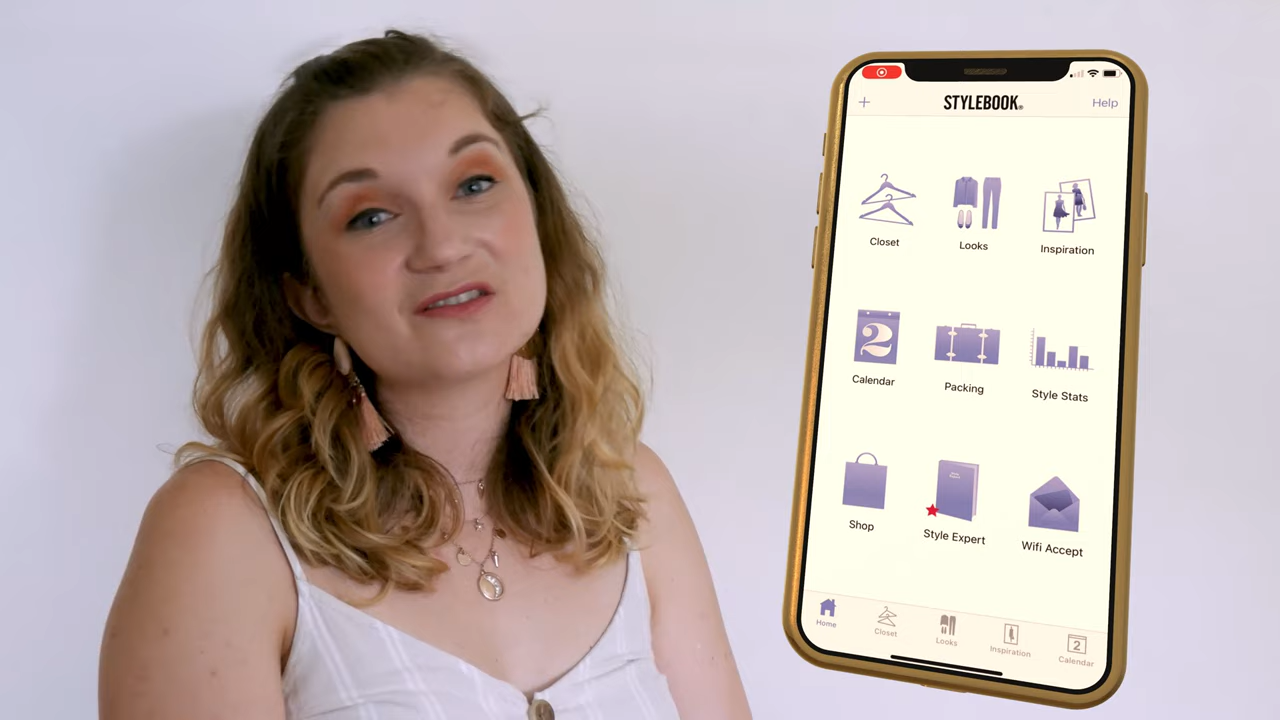 STYLEBOOK®
Help
Closet
Looks
Inspiration
2
Calendar
Packing
Style Stats
Shop
Style Expert
Wifi Accept
Home
Closet
Looks
Inspiration
2
Calendar